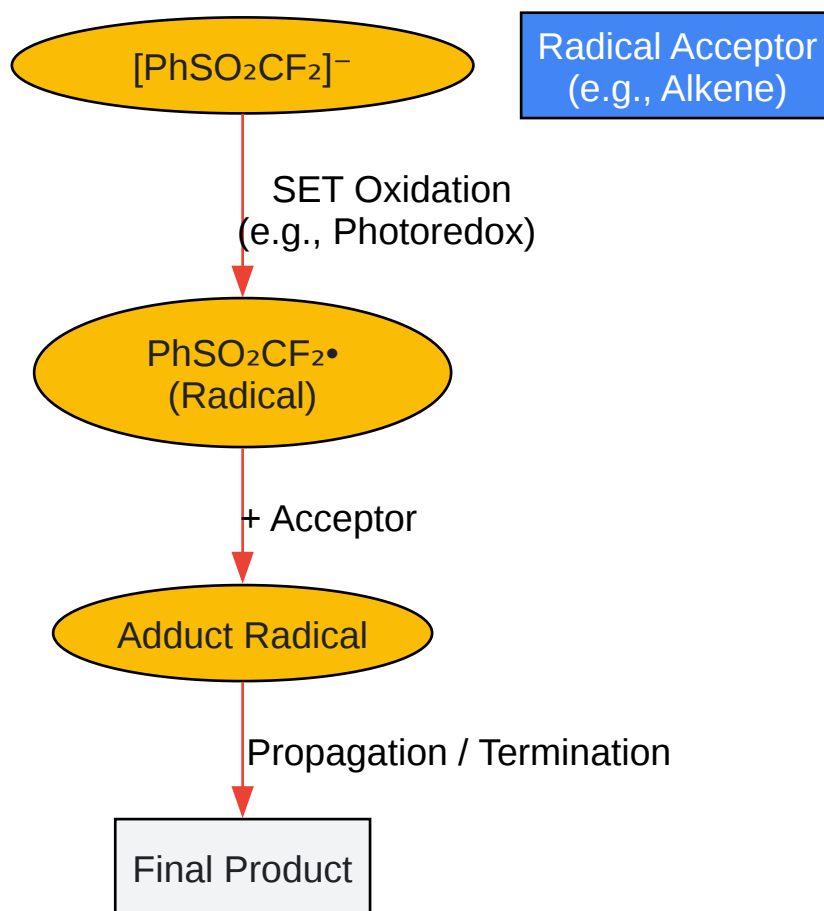 [PhSO₂CF₂]⁻
Radical Acceptor
(e.g., Alkene)
SET Oxidation
(e.g., Photoredox)
PhSO₂CF₂•
(Radical)
+ Acceptor
Adduct Radical
Propagation / Termination
Final Product